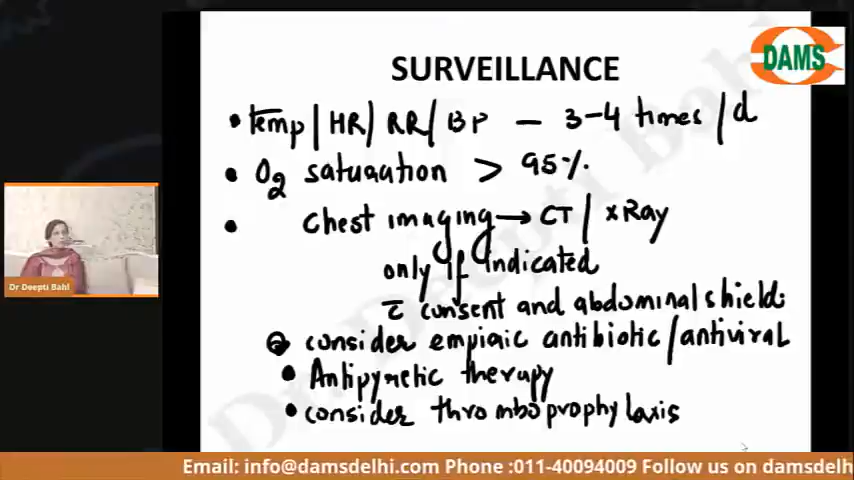 SURVEILLANCE
DAMS
• Temp/HR/RR/BP — 3-4 times/d
• O2 saturation > 95%.
• Chest imaging → CT/xRay
only if indicated
c̄ consent and abdominal shield.
• consider empiric antibiotic/antiviral
• Antipyretic therapy
• consider thromboprophylaxis
Dr Deepti Bahl
Email: info@damsdelhi.com Phone :011-40094009 Follow us on damsdelh